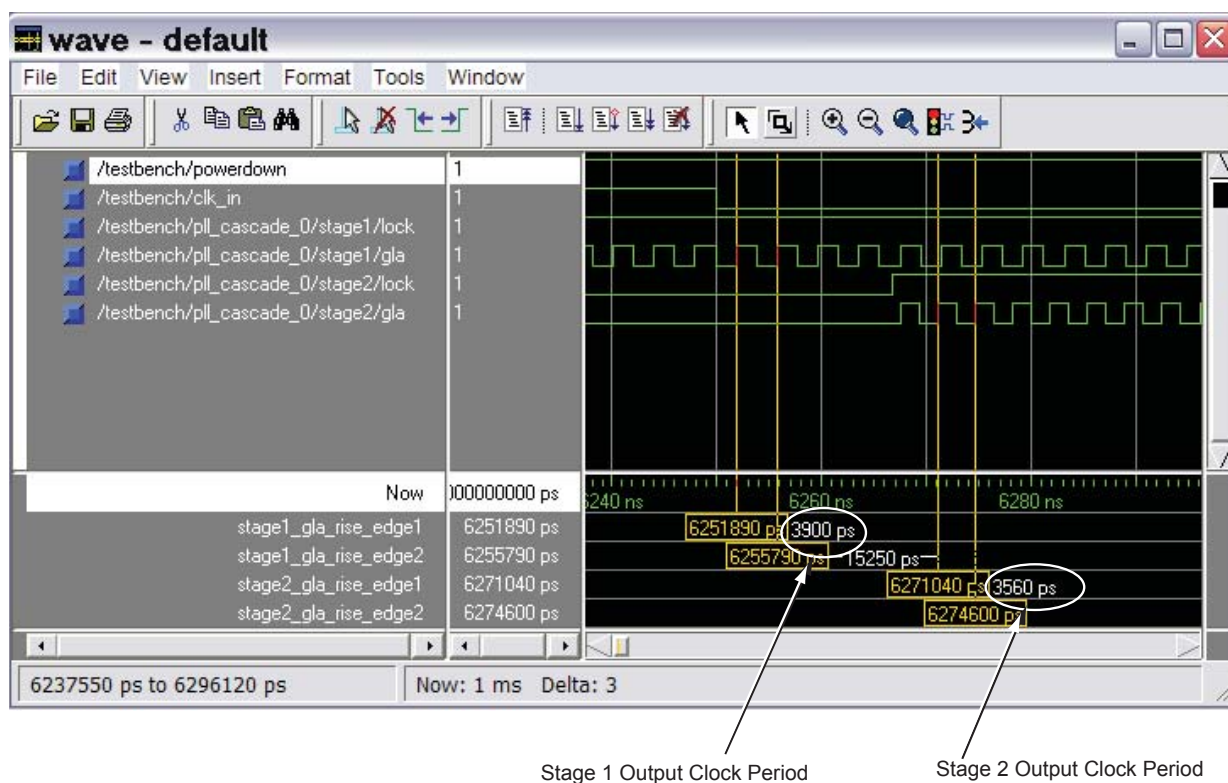 wave - default
File Edit View Insert Format Tools Window
/testbench/powerdown 1
/testbench/clk_in 1
/testbench/pll_cascade_0/stage1/lock 1
/testbench/pll_cascade_0/stage1/gla 1
/testbench/pll_cascade_0/stage2/lock 1
/testbench/pll_cascade_0/stage2/gla 1
Now 000000000 ps 6240 ns 6260 ns 6280 ns
stage1_gla_rise_edge1 6251890 ps 6251890 ps 3900 ps
stage1_gla_rise_edge2 6255790 ps 6255790 ps 15250 ps
stage2_gla_rise_edge1 6271040 ps 6271040 ps 3560 ps
stage2_gla_rise_edge2 6274600 ps 6274600 ps
6237550 ps to 6296120 ps Now: 1 ms Delta: 3
Stage 1 Output Clock Period Stage 2 Output Clock Period